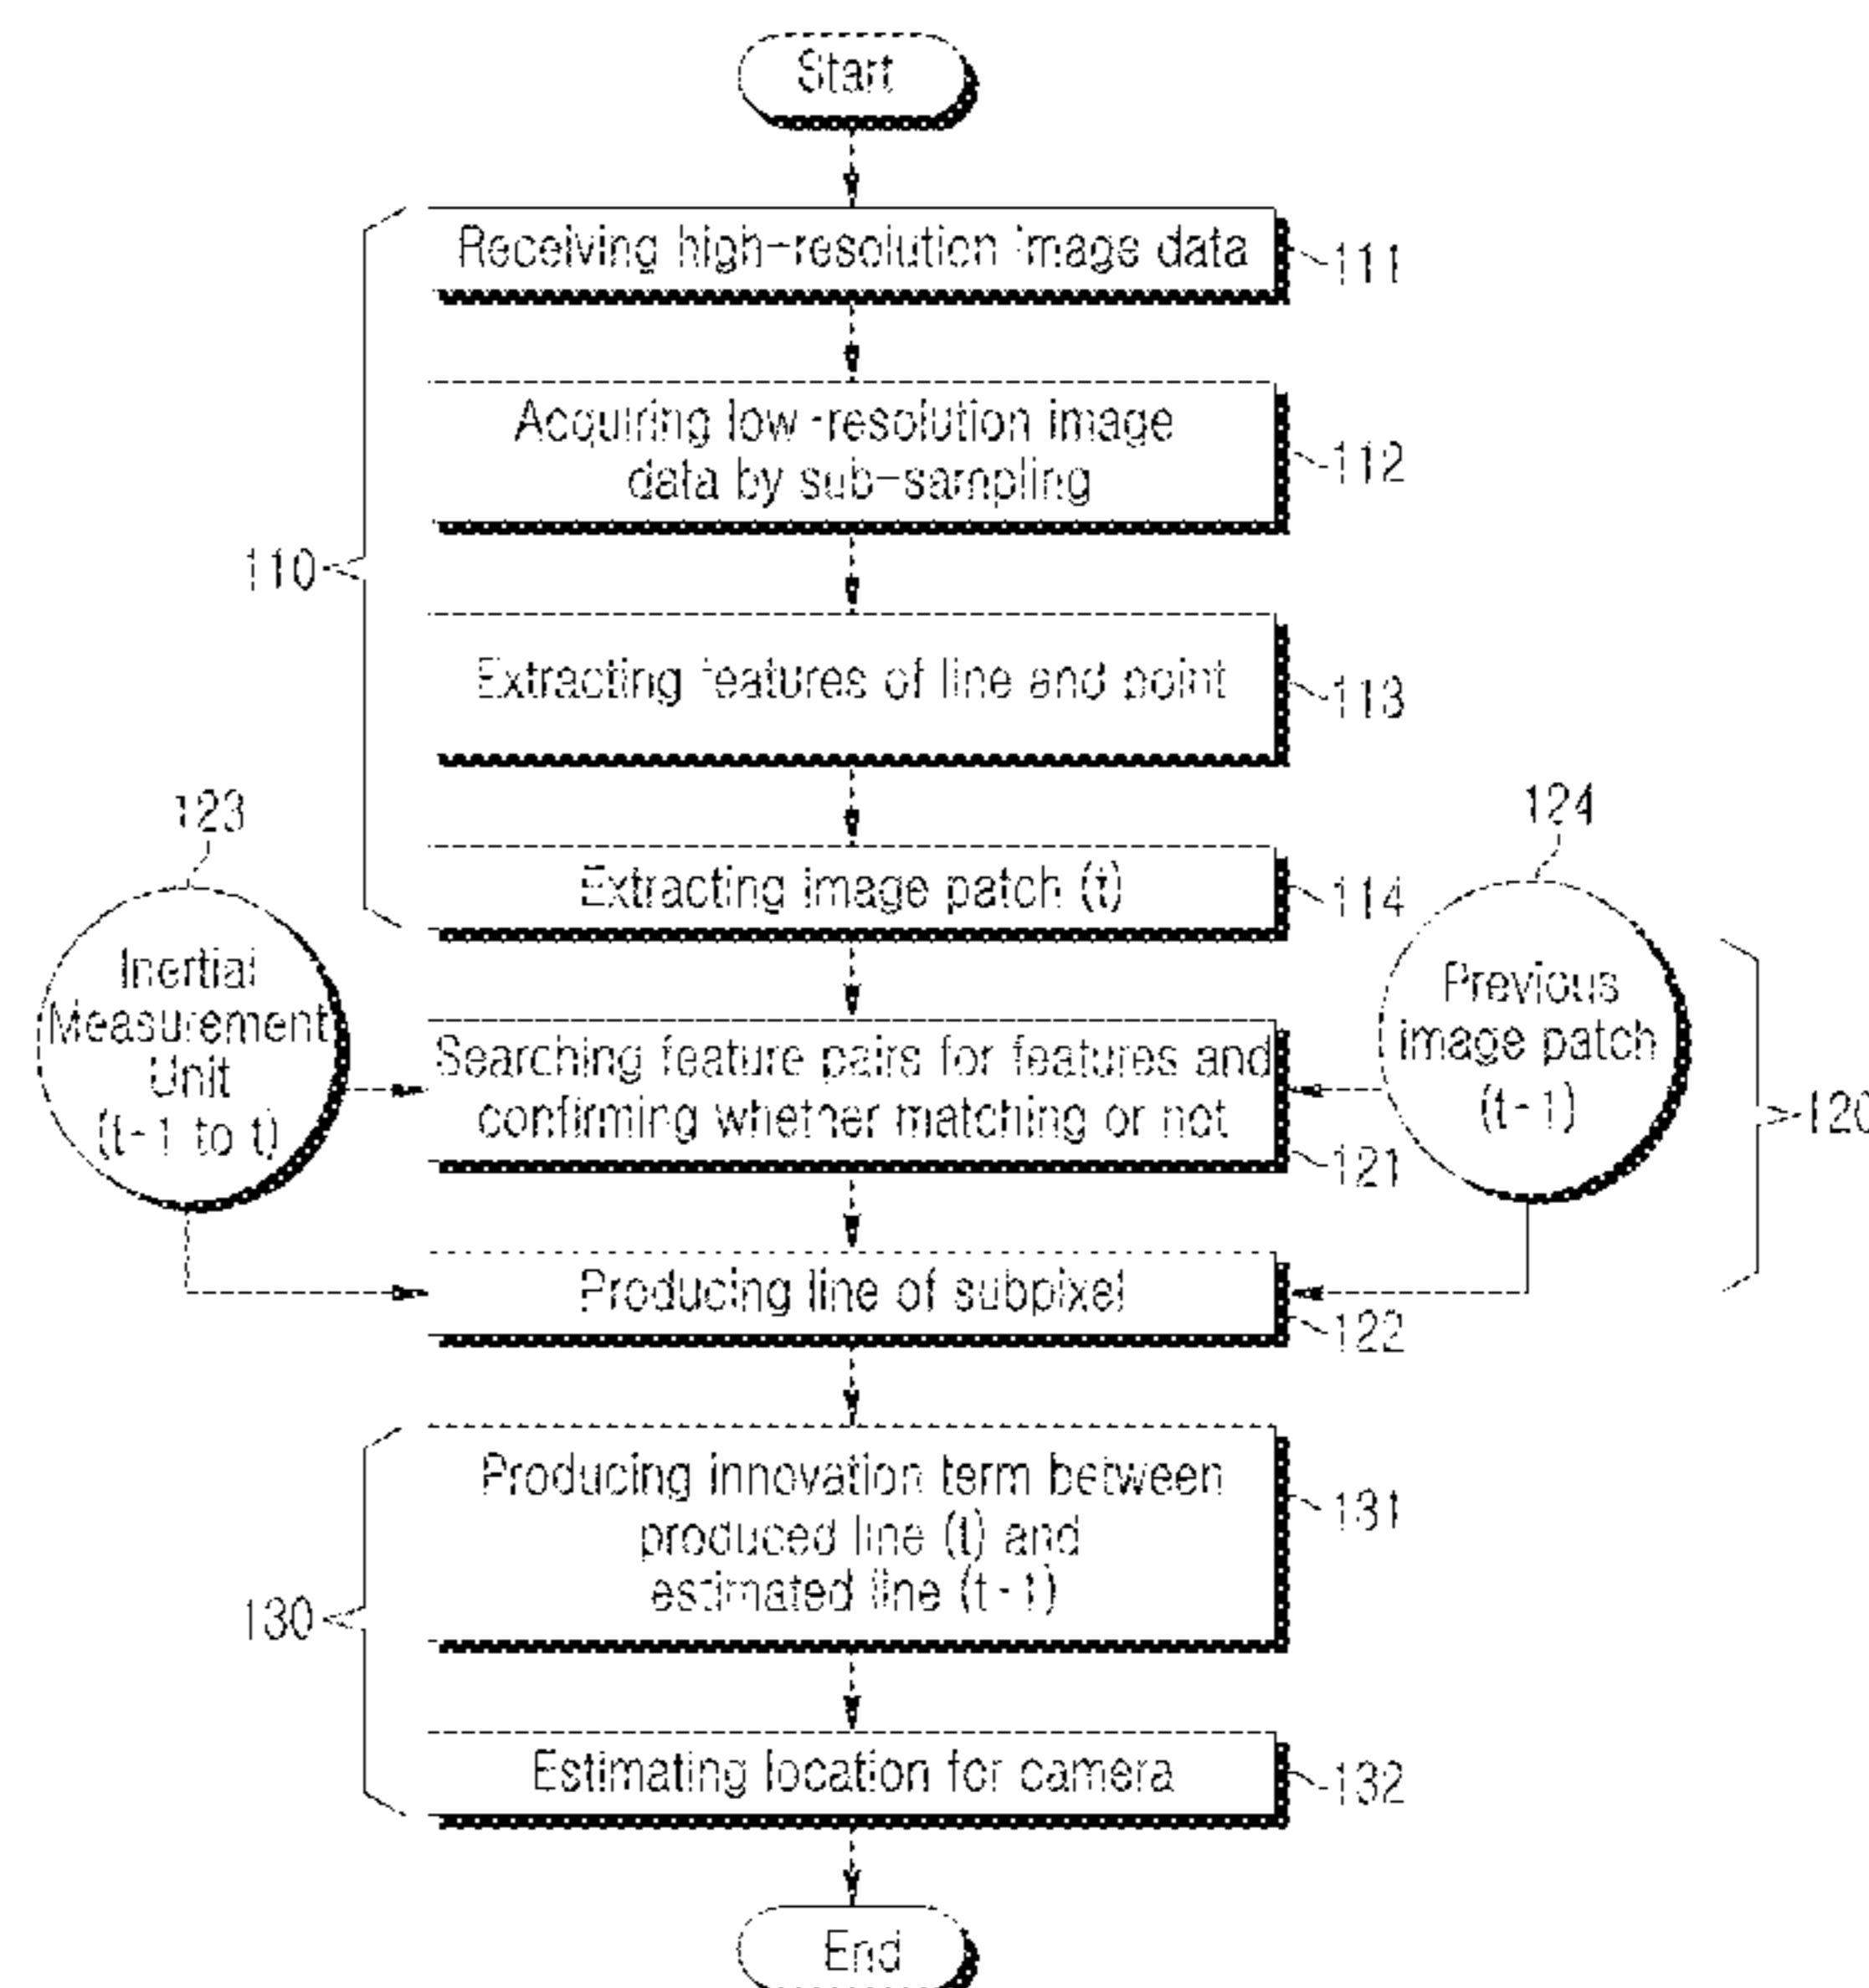 Start
Receiving high-resolution image data
111
Acquiring low-resolution image
data by sub-sampling
112
110
Extracting features of line and point
113
123
124
Extracting image patch (t)
114
Inertial
Measurement
Unit
(t-1 to t)
Previous
image patch
(t-1)
120
Searching feature pairs for features and
confirming whether matching or not
121
Producing line of subpixel
122
Producing innovation term between
produced line (t) and
estimated line (t-1)
131
130
Estimating location for camera
132
End